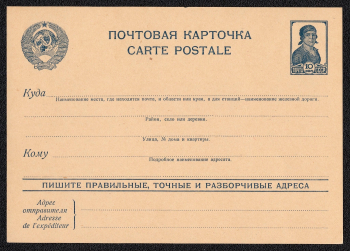 ПОЧТОВАЯ КАРТОЧКА
CARTE POSTALE
10
Куда
Наименование места, где находится почта, и области или края, а для станций—наименование железной дороги.
Район, село или деревня.
Улица, № дома и квартиры.
Кому
Подробное наименование адресата.
ПИШИТЕ ПРАВИЛЬНЫЕ, ТОЧНЫЕ И РАЗБОРЧИВЫЕ АДРЕСА
Адрес
отправителя
Adresse de
l'expéditeur